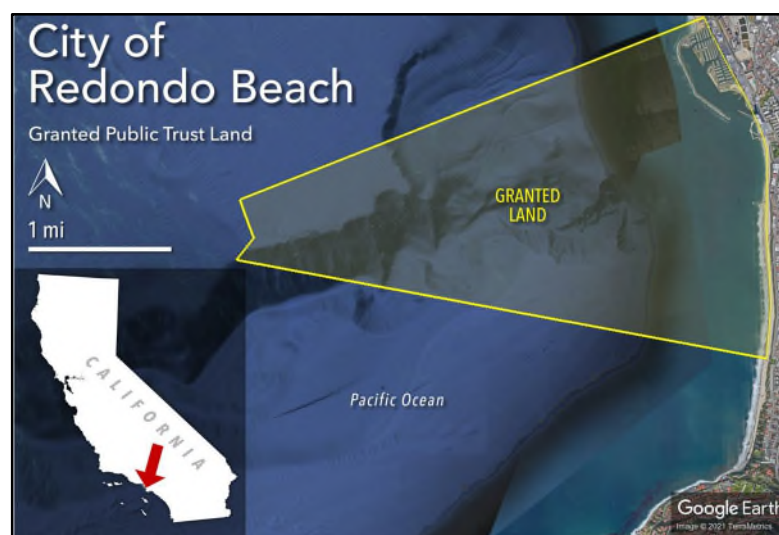 City of
Redondo Beach
Granted Public Trust Land
N
1 mi
GRANTED
LAND
CALIFORNIA
Pacific Ocean
Google Earth
Image © 2021 TerraMetrics